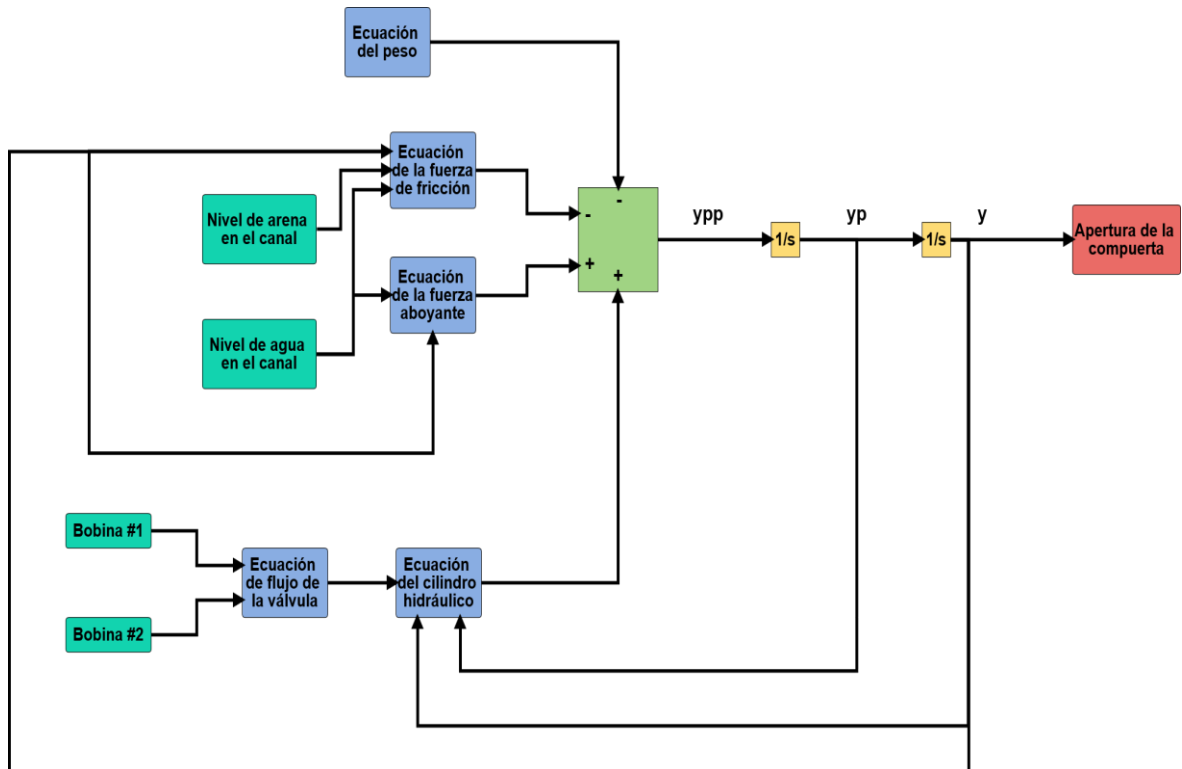 Ecuación
del peso
Ecuación
de la fuerza
de fricción
Nivel de arena
en el canal
Ecuación
de la fuerza
aboyante
Nivel de agua
en el canal
-
-
+
+
ypp
1/s
yp
1/s
y
Apertura de la
compuerta
Bobina #1
Bobina #2
Ecuación
de flujo de
la válvula
Ecuación
del cilindro
hidráulico